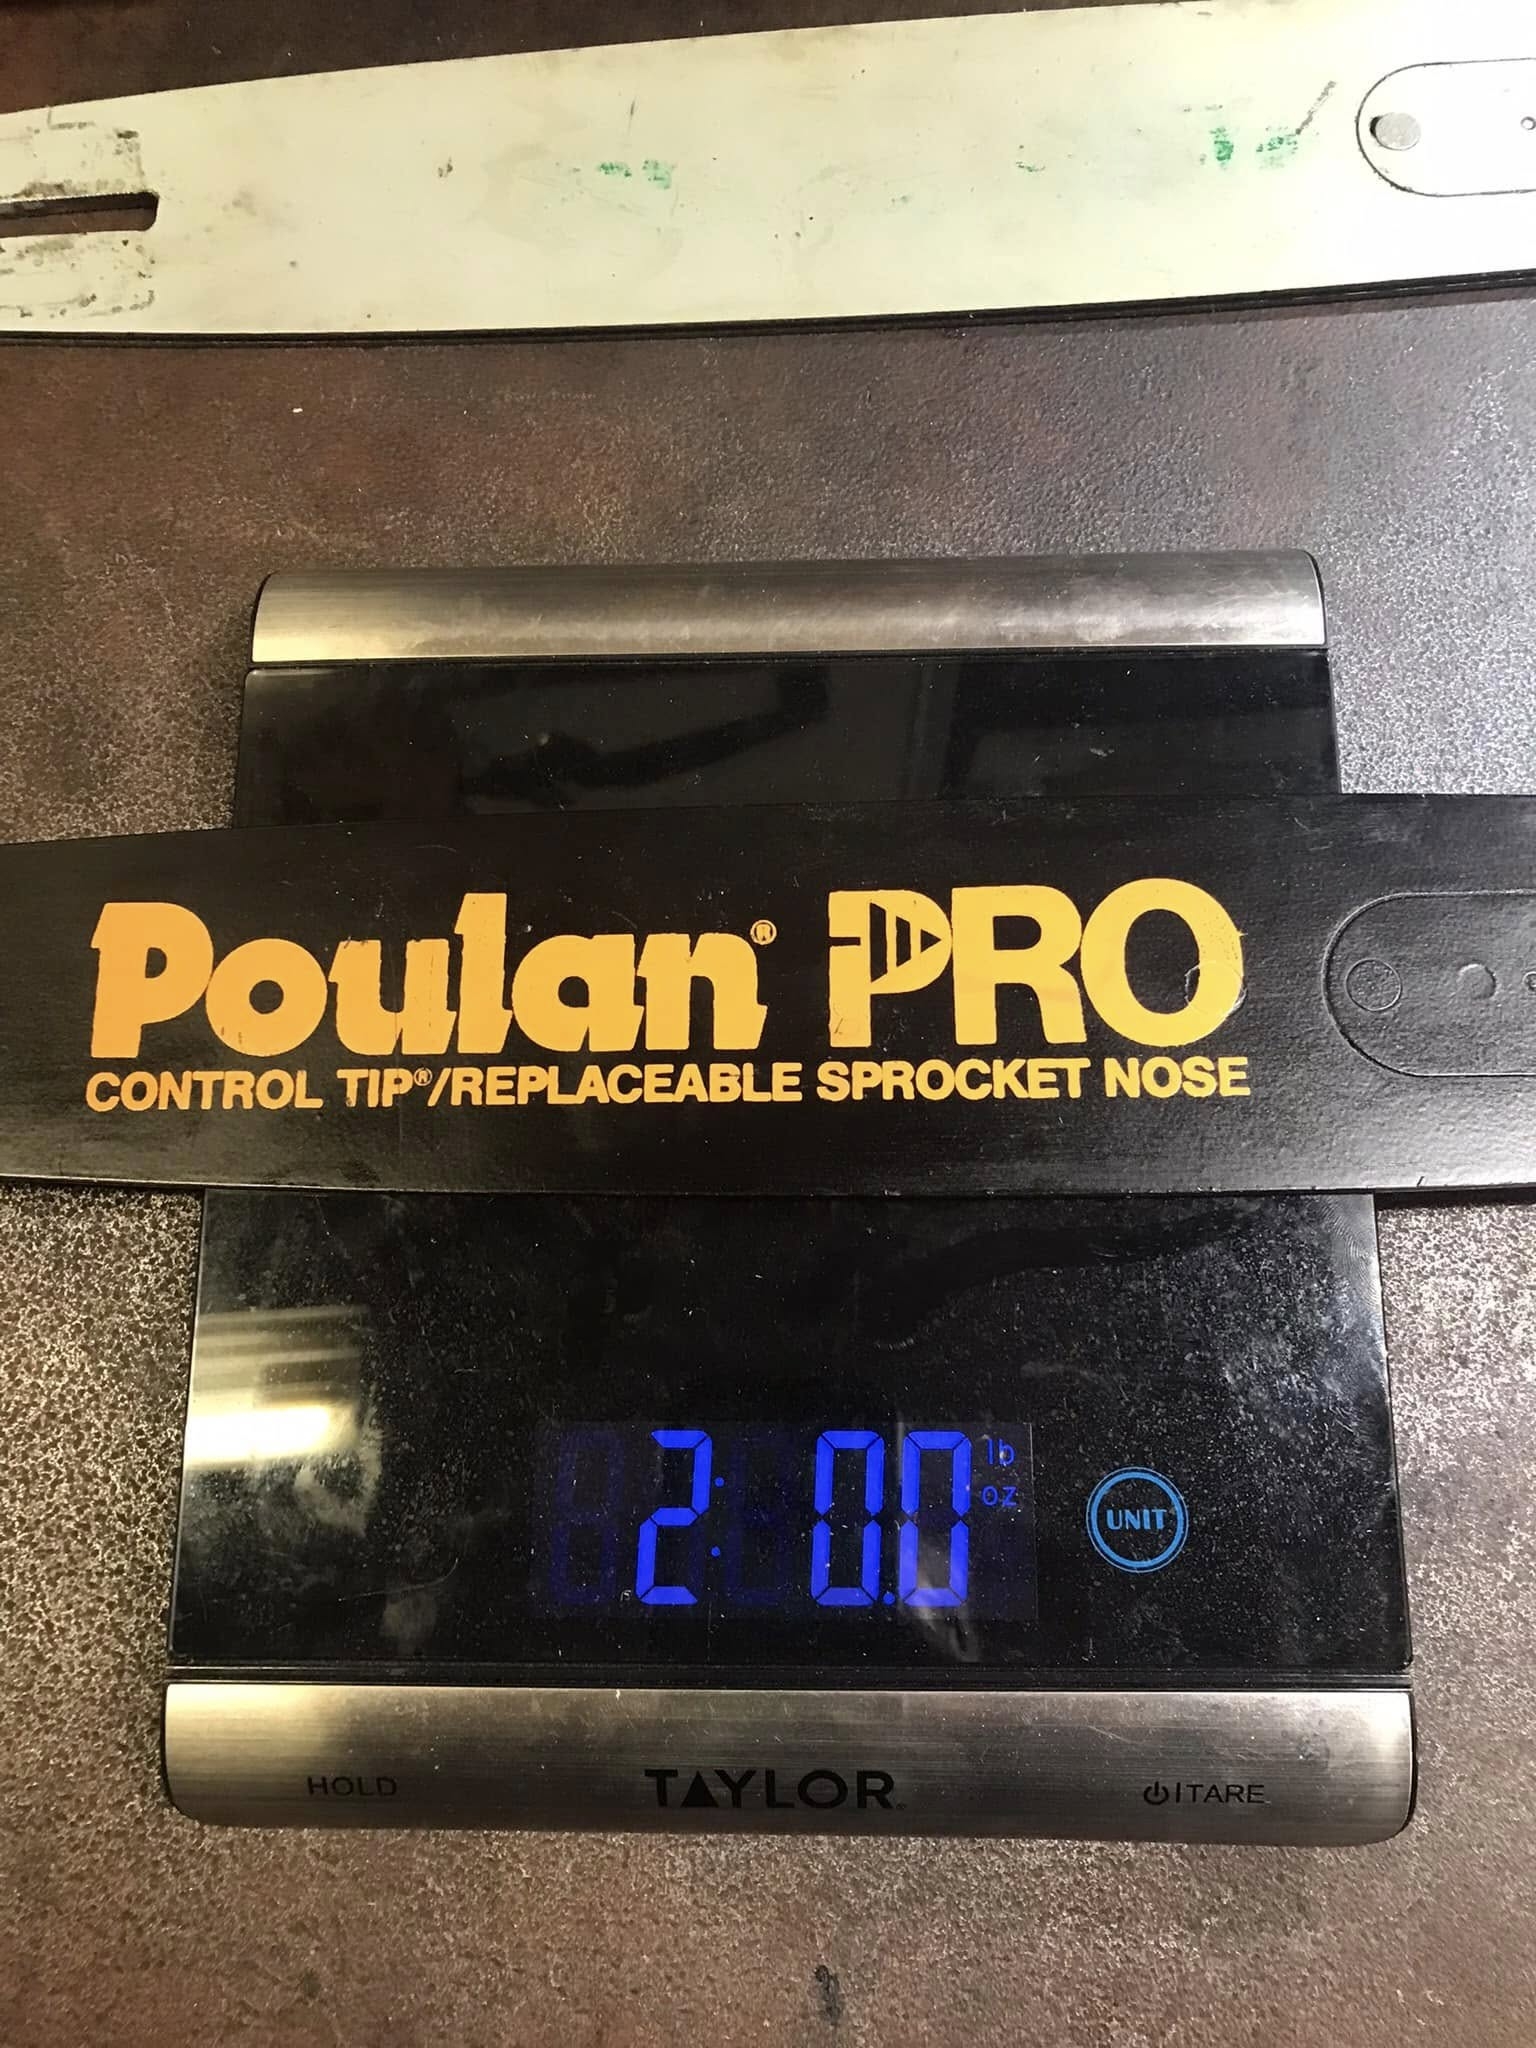 Poulan® PRO
CONTROL TIP®/REPLACEABLE SPROCKET NOSE
2: 0.0 lb oz
UNIT
HOLD TAYLOR ⏻|TARE